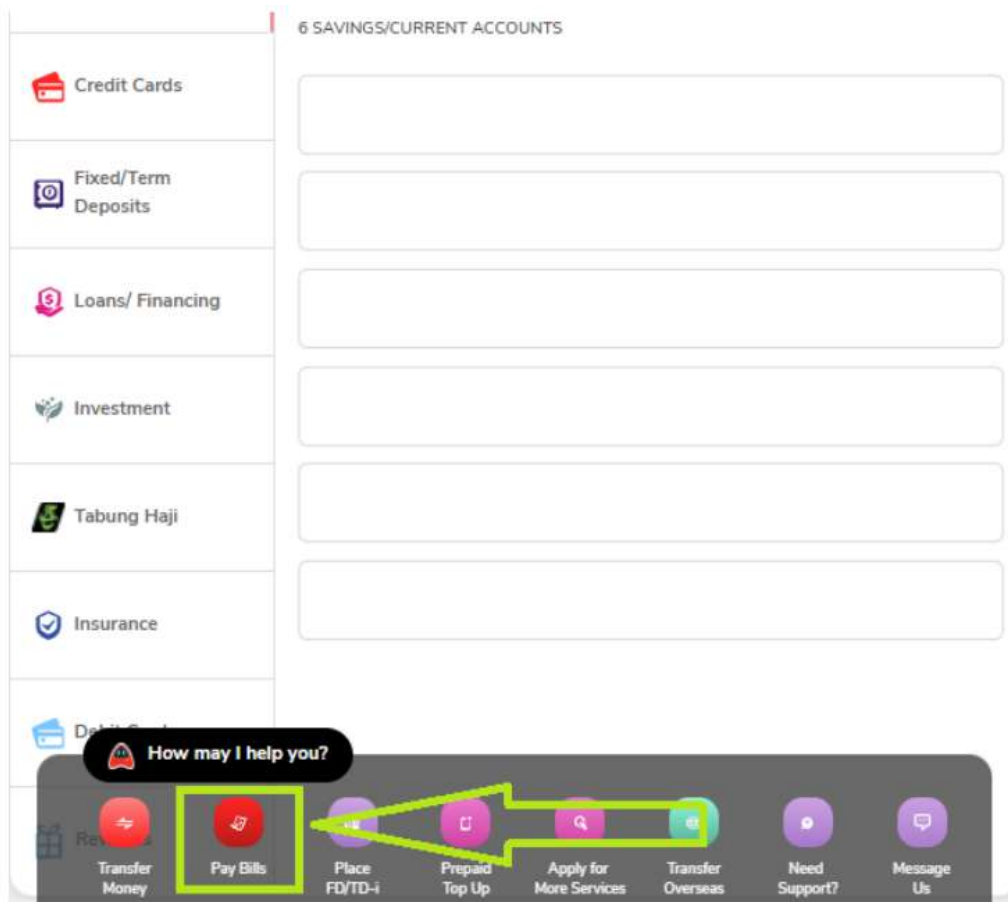 6 SAVINGS/CURRENT ACCOUNTS
Credit Cards
Fixed/Term
Deposits
Loans/ Financing
Investment
Tabung Haji
Insurance
How may I help you?
Transfer
Money
Pay Bills
Place
FD/TD-i
Prepaid
Top Up
Apply for
More Services
Transfer
Overseas
Need
Support?
Message
Us